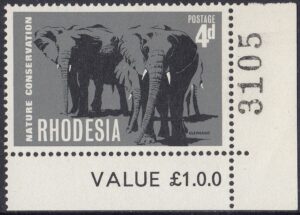 POSTAGE
4d
NATURE CONSERVATION
RHODESIA
ELEPHANT
3105
VALUE £1.0.0